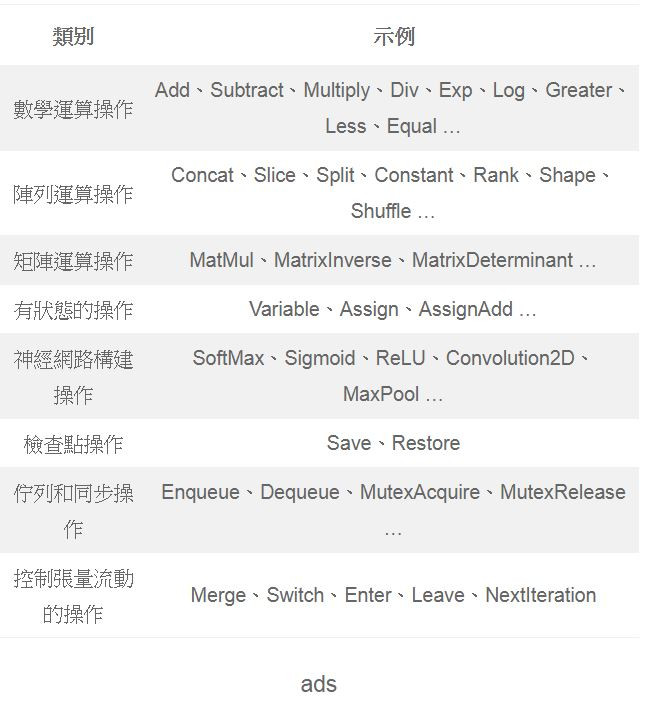 類別 示例
數學運算操作 Add、Subtract、Multiply、Div、Exp、Log、Greater、
Less、Equal …
陣列運算操作 Concat、Slice、Split、Constant、Rank、Shape、
Shuffle …
矩陣運算操作 MatMul、MatrixInverse、MatrixDeterminant …
有狀態的操作 Variable、Assign、AssignAdd …
神經網路構建
操作
SoftMax、Sigmoid、ReLU、Convolution2D、
MaxPool …
檢查點操作 Save、Restore
佇列和同步操
作
Enqueue、Dequeue、MutexAcquire、MutexRelease
…
控制張量流動
的操作
Merge、Switch、Enter、Leave、NextIteration
ads